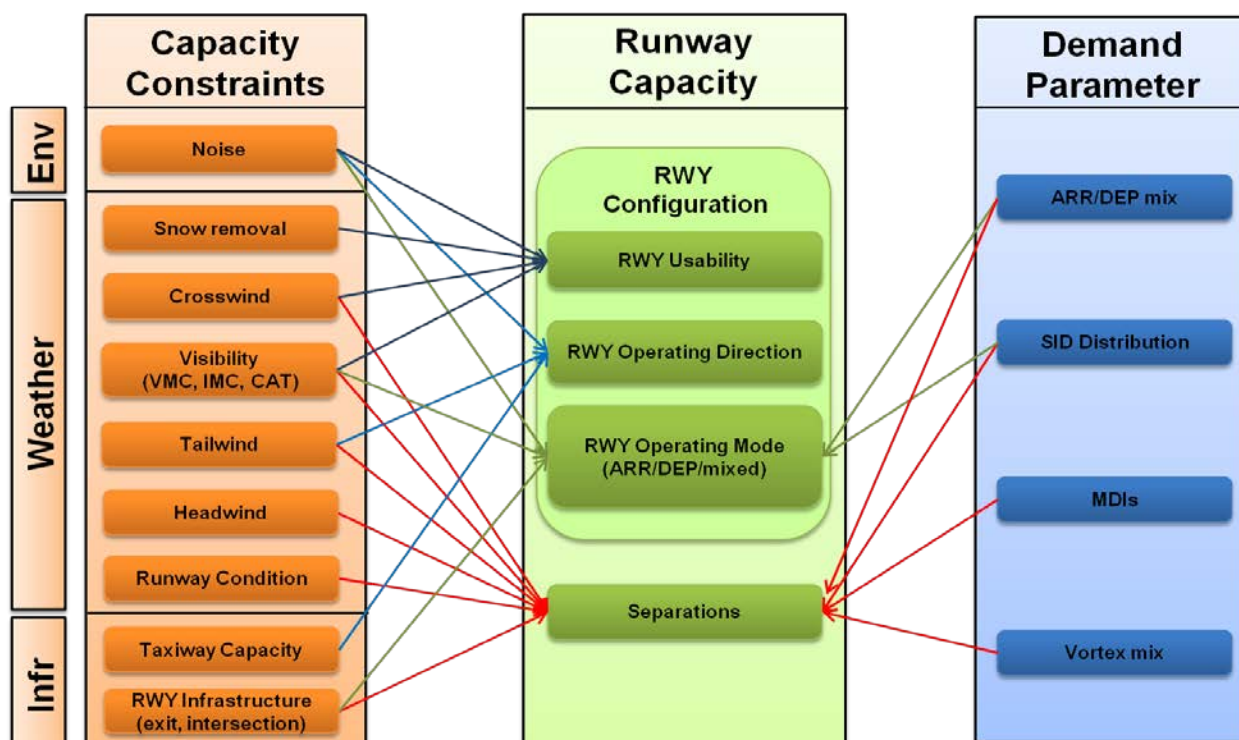 Capacity
Constraints
Runway
Capacity
Demand
Parameter
Env
Noise
Weather
Snow removal
Crosswind
Visibility
(VMC, IMC, CAT)
Tailwind
Headwind
Runway Condition
Infr
Taxiway Capacity
RWY Infrastructure
(exit, intersection)
RWY
Configuration
RWY Usability
RWY Operating Direction
RWY Operating Mode
(ARR/DEP/mixed)
Separations
ARR/DEP mix
SID Distribution
MDIs
Vortex mix